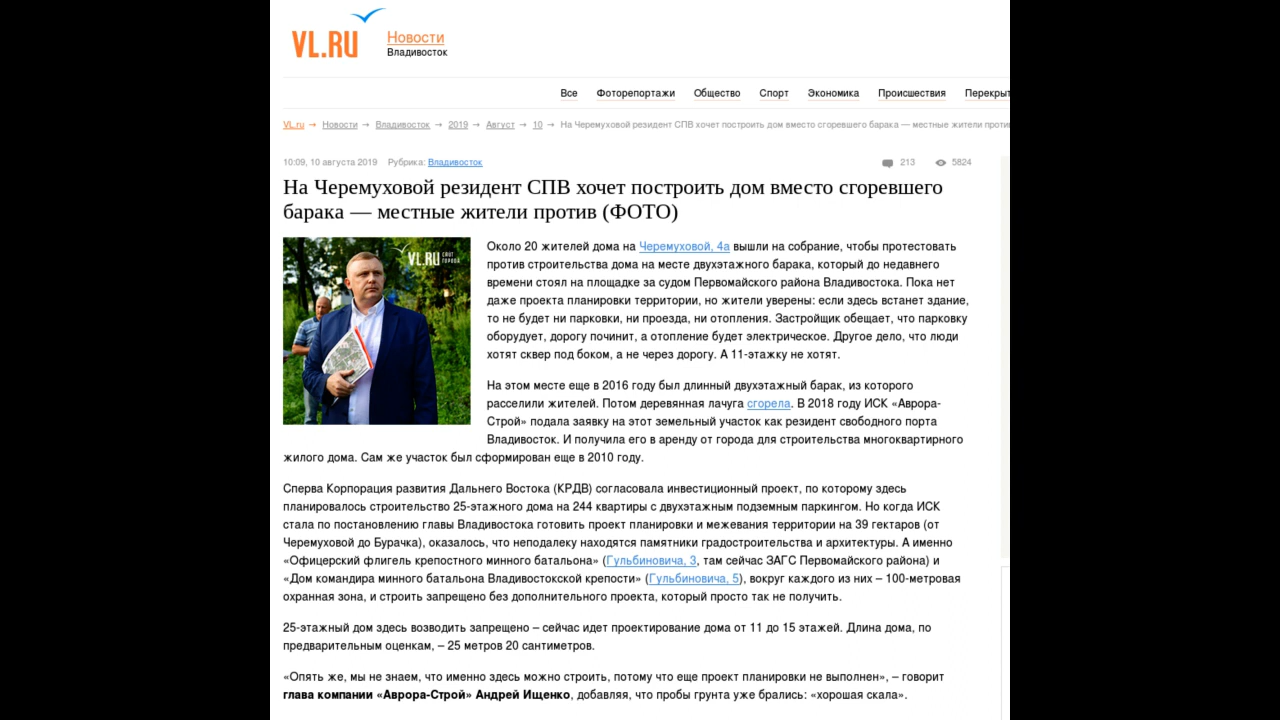 VL.RU
Новости
Владивосток
Все Фоторепортажи Общество Спорт Экономика Происшествия Перекрыт
VL.ru → Новости → Владивосток → 2019 → Август → 10 → На Черемуховой резидент СПВ хочет построить дом вместо сгоревшего барака — местные жители проти
10:09, 10 августа 2019 Рубрика: Владивосток 213 5824
На Черемуховой резидент СПВ хочет построить дом вместо сгоревшего
барака — местные жители против (ФОТО)
VL.RU САЙТ ГОРОДА
Около 20 жителей дома на Черемуховой, 4а вышли на собрание, чтобы протестовать
против строительства дома на месте двухэтажного барака, который до недавнего
времени стоял на площадке за судом Первомайского района Владивостока. Пока нет
даже проекта планировки территории, но жители уверены: если здесь встанет здание,
то не будет ни парковки, ни проезда, ни отопления. Застройщик обещает, что парковку
оборудует, дорогу починит, а отопление будет электрическое. Другое дело, что люди
хотят сквер под боком, а не через дорогу. А 11-этажку не хотят.
На этом месте еще в 2016 году был длинный двухэтажный барак, из которого
расселили жителей. Потом деревянная лачуга сгорела. В 2018 году ИСК «Аврора-
Строй» подала заявку на этот земельный участок как резидент свободного порта
Владивосток. И получила его в аренду от города для строительства многоквартирного
жилого дома. Сам же участок был сформирован еще в 2010 году.
Сперва Корпорация развития Дальнего Востока (КРДВ) согласовала инвестиционный проект, по которому здесь
планировалось строительство 25-этажного дома на 244 квартиры с двухэтажным подземным паркингом. Но когда ИСК
стала по постановлению главы Владивостока готовить проект планировки и межевания территории на 39 гектаров (от
Черемуховой до Бурачка), оказалось, что неподалеку находятся памятники градостроительства и архитектуры. А именно
«Офицерский флигель крепостного минного батальона» (Гульбиновича, 3, там сейчас ЗАГС Первомайского района) и
«Дом командира минного батальона Владивостокской крепости» (Гульбиновича, 5), вокруг каждого из них – 100-метровая
охранная зона, и строить запрещено без дополнительного проекта, который просто так не получить.
25-этажный дом здесь возводить запрещено – сейчас идет проектирование дома от 11 до 15 этажей. Длина дома, по
предварительным оценкам, – 25 метров 20 сантиметров.
«Опять же, мы не знаем, что именно здесь можно строить, потому что еще проект планировки не выполнен», – говорит
глава компании «Аврора-Строй» Андрей Ищенко, добавляя, что пробы грунта уже брались: «хорошая скала».